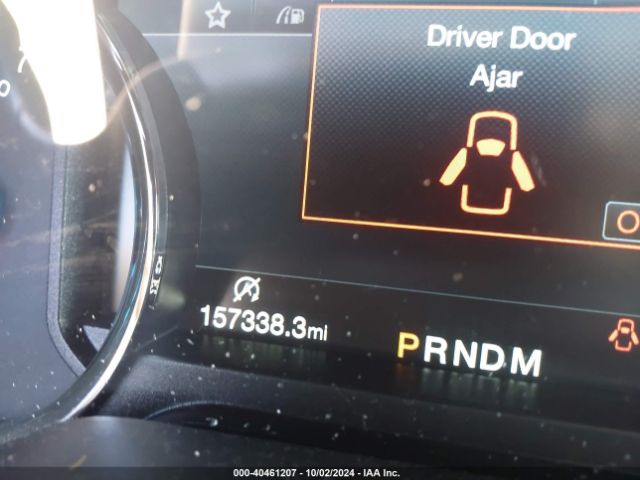 Driver Door
Ajar
157338.3mi
PRNDM
000-40461207 - 10/02/2024 - IAA Inc.